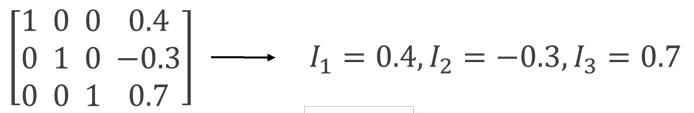 1 0 0 0.4
0 1 0 −0.3 ⟶ I₁ = 0.4, I₂ = −0.3, I₃ = 0.7
0 0 1 0.7